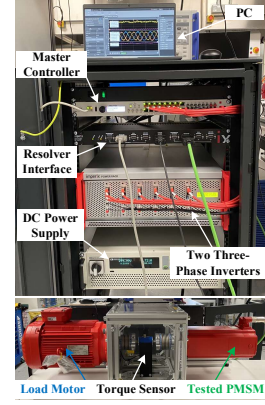 PC
Master
Controller
Resolver
Interface
DC Power
Supply
Two Three-
Phase Inverters
Load Motor Torque Sensor Tested PMSM